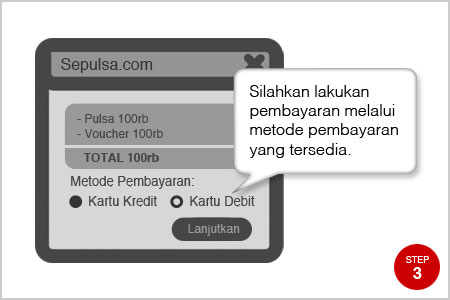 Sepulsa.com
Silahkan lakukan
pembayaran melalui
metode pembayaran
yang tersedia.
- Pulsa 100rb
- Voucher 100rb
TOTAL 100rb
Metode Pembayaran:
Kartu Kredit Kartu Debit
Lanjutkan
STEP
3